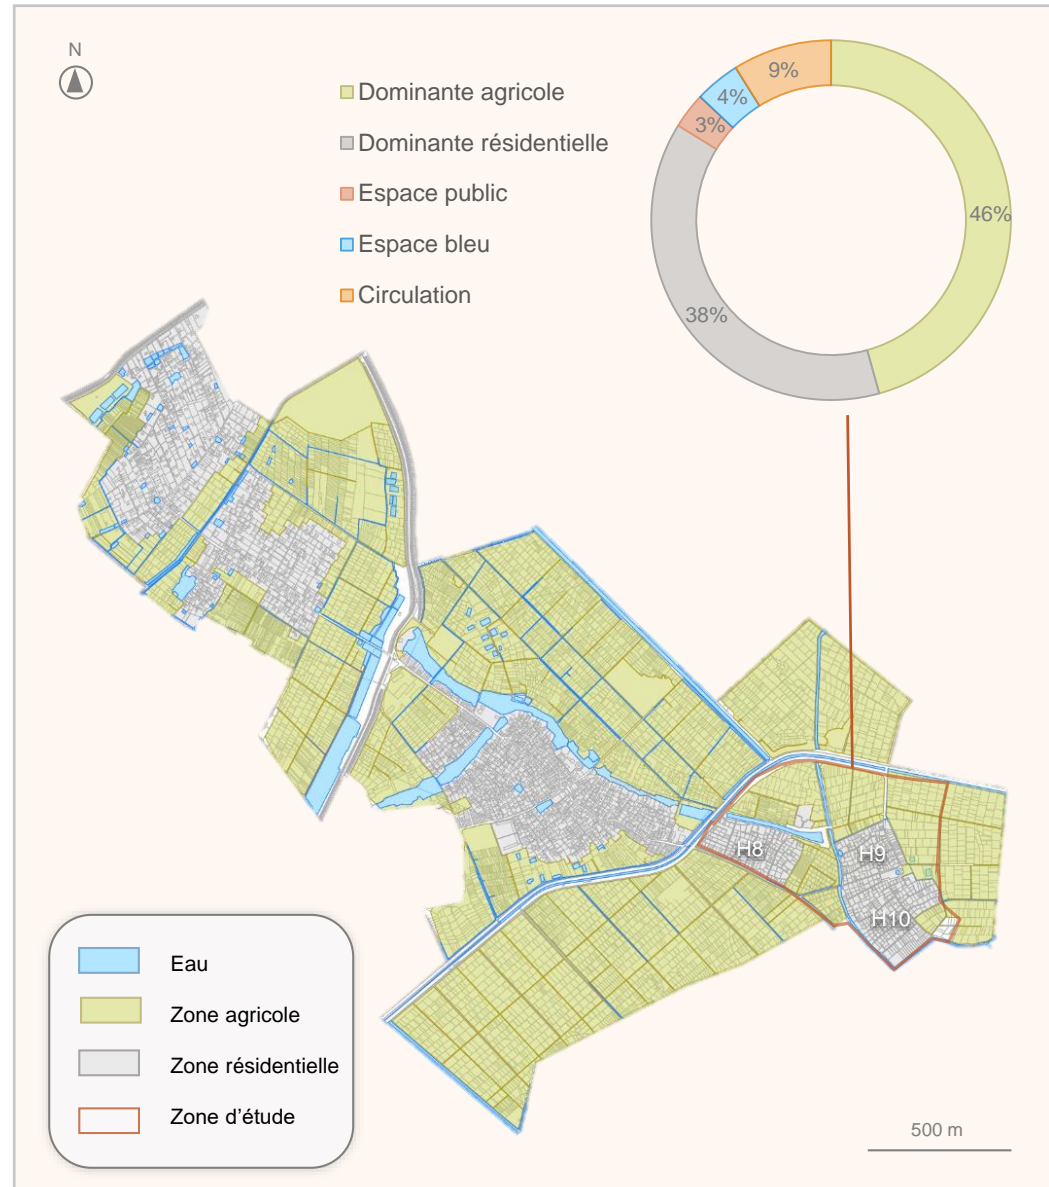 N
Dominante agricole
Dominante résidentielle
Espace public
Espace bleu
Circulation
9%
4%
3%
46%
38%
H8
H9
H10
Eau
Zone agricole
Zone résidentielle
Zone d’étude
500 m